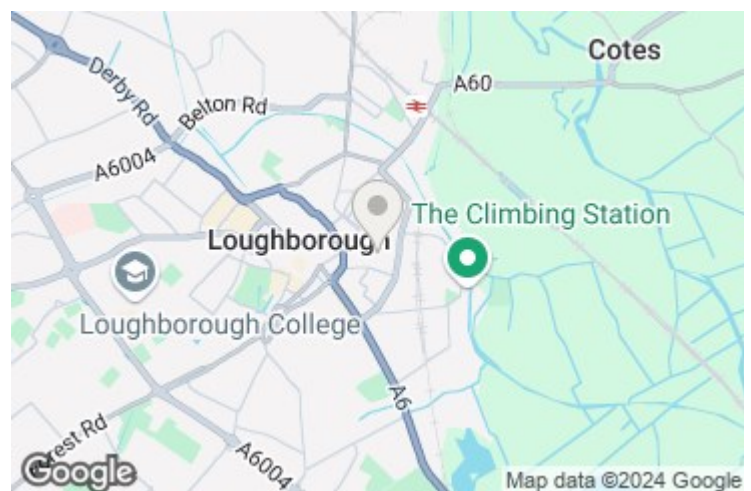 Cotes
A60
Derby Rd
Belton Rd
A6004
The Climbing Station
Loughborough
Loughborough College
A6
Forest Rd
A6004
Google
Map data ©2024 Google